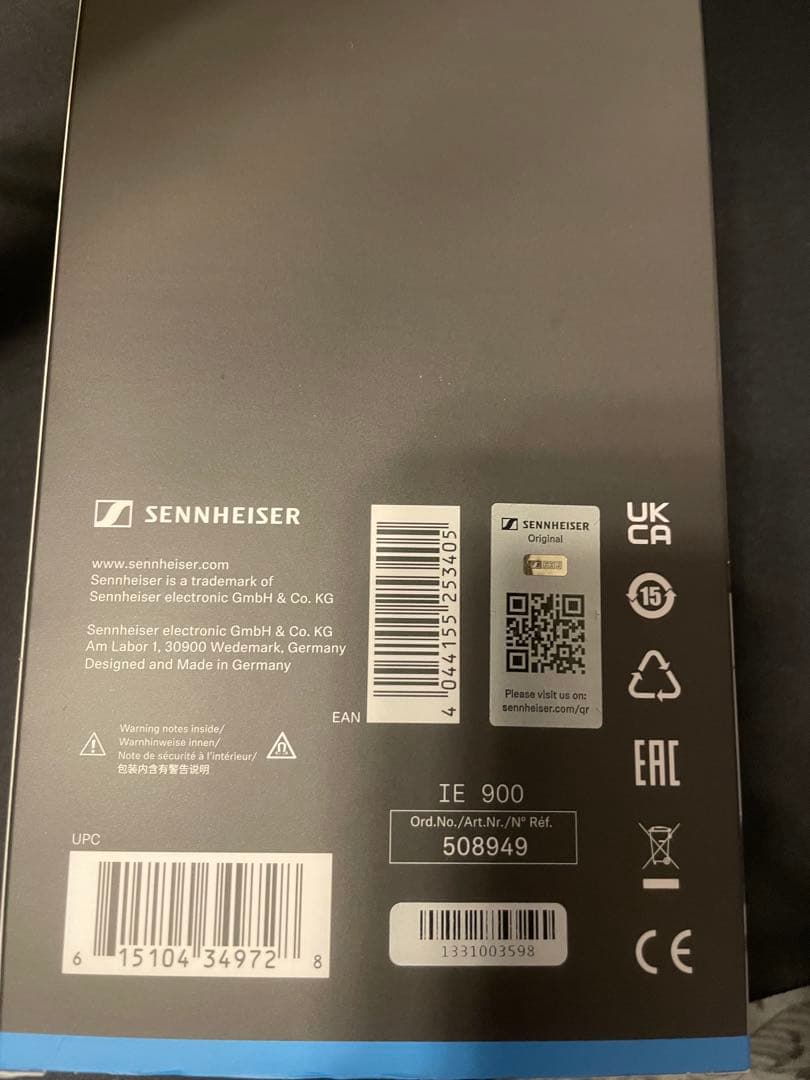 SENNHEISER
www.sennheiser.com
Sennheiser is a trademark of
Sennheiser electronic GmbH & Co. KG
Sennheiser electronic GmbH & Co. KG
Am Labor 1, 30900 Wedemark, Germany
Designed and Made in Germany
Warning notes inside/
Warnhinweise innen/
Note de sécurité à l'intérieur/
包装内含有警告说明
EAN
4 044155 253405
SENNHEISER
Original
Please visit us on:
sennheiser.com/qr
UK
CA
15
EAC
CE
IE 900
Ord.No./Art.Nr./N° Réf.
508949
1331003598
UPC
6 15104 34972 8